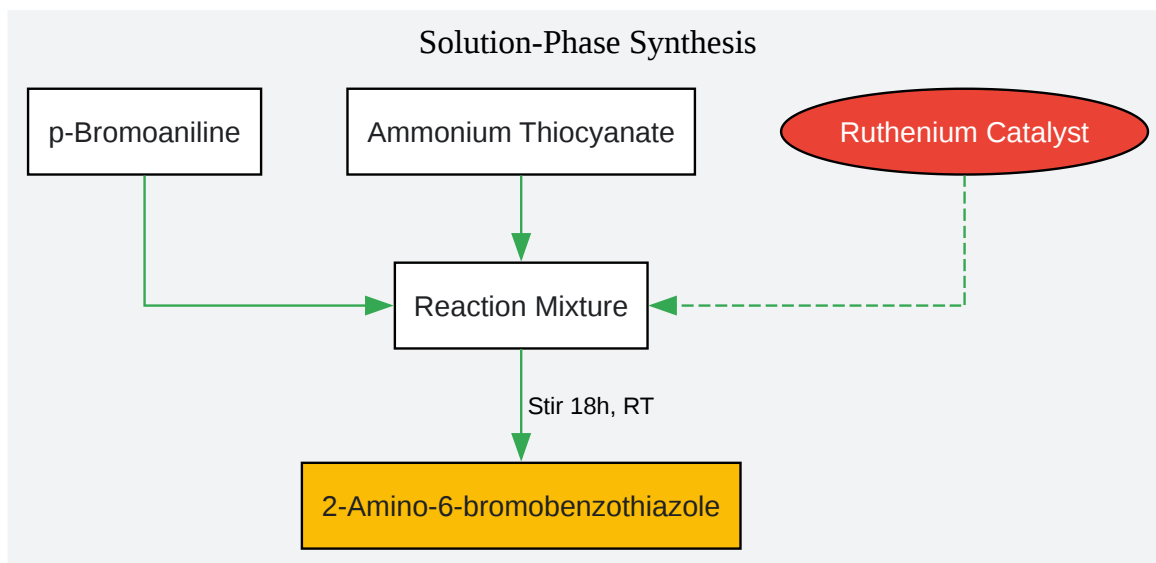 Solution-Phase Synthesis
p-Bromoaniline
Ammonium Thiocyanate
Ruthenium Catalyst
Reaction Mixture
Stir 18h, RT
2-Amino-6-bromobenzothiazole